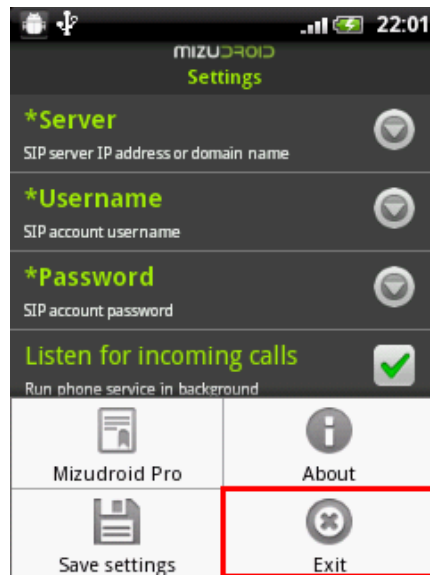 22:01
MIZUDROID
Settings
*Server
SIP server IP address or domain name
*Username
SIP account username
*Password
SIP account password
Listen for incoming calls
Run phone service in background
Mizudroid Pro
About
Save settings
Exit